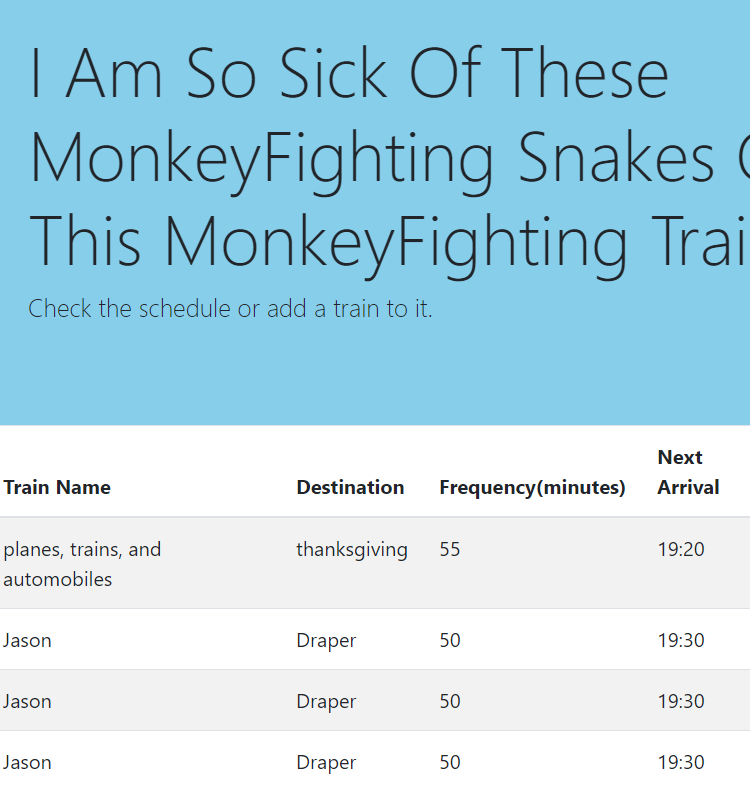 I Am So Sick Of These
MonkeyFighting Snakes
This MonkeyFighting Trai
Check the schedule or add a train to it.
Train Name Destination Frequency(minutes) Next Arrival
planes, trains, and automobiles thanksgiving 55 19:20
Jason Draper 50 19:30
Jason Draper 50 19:30
Jason Draper 50 19:30